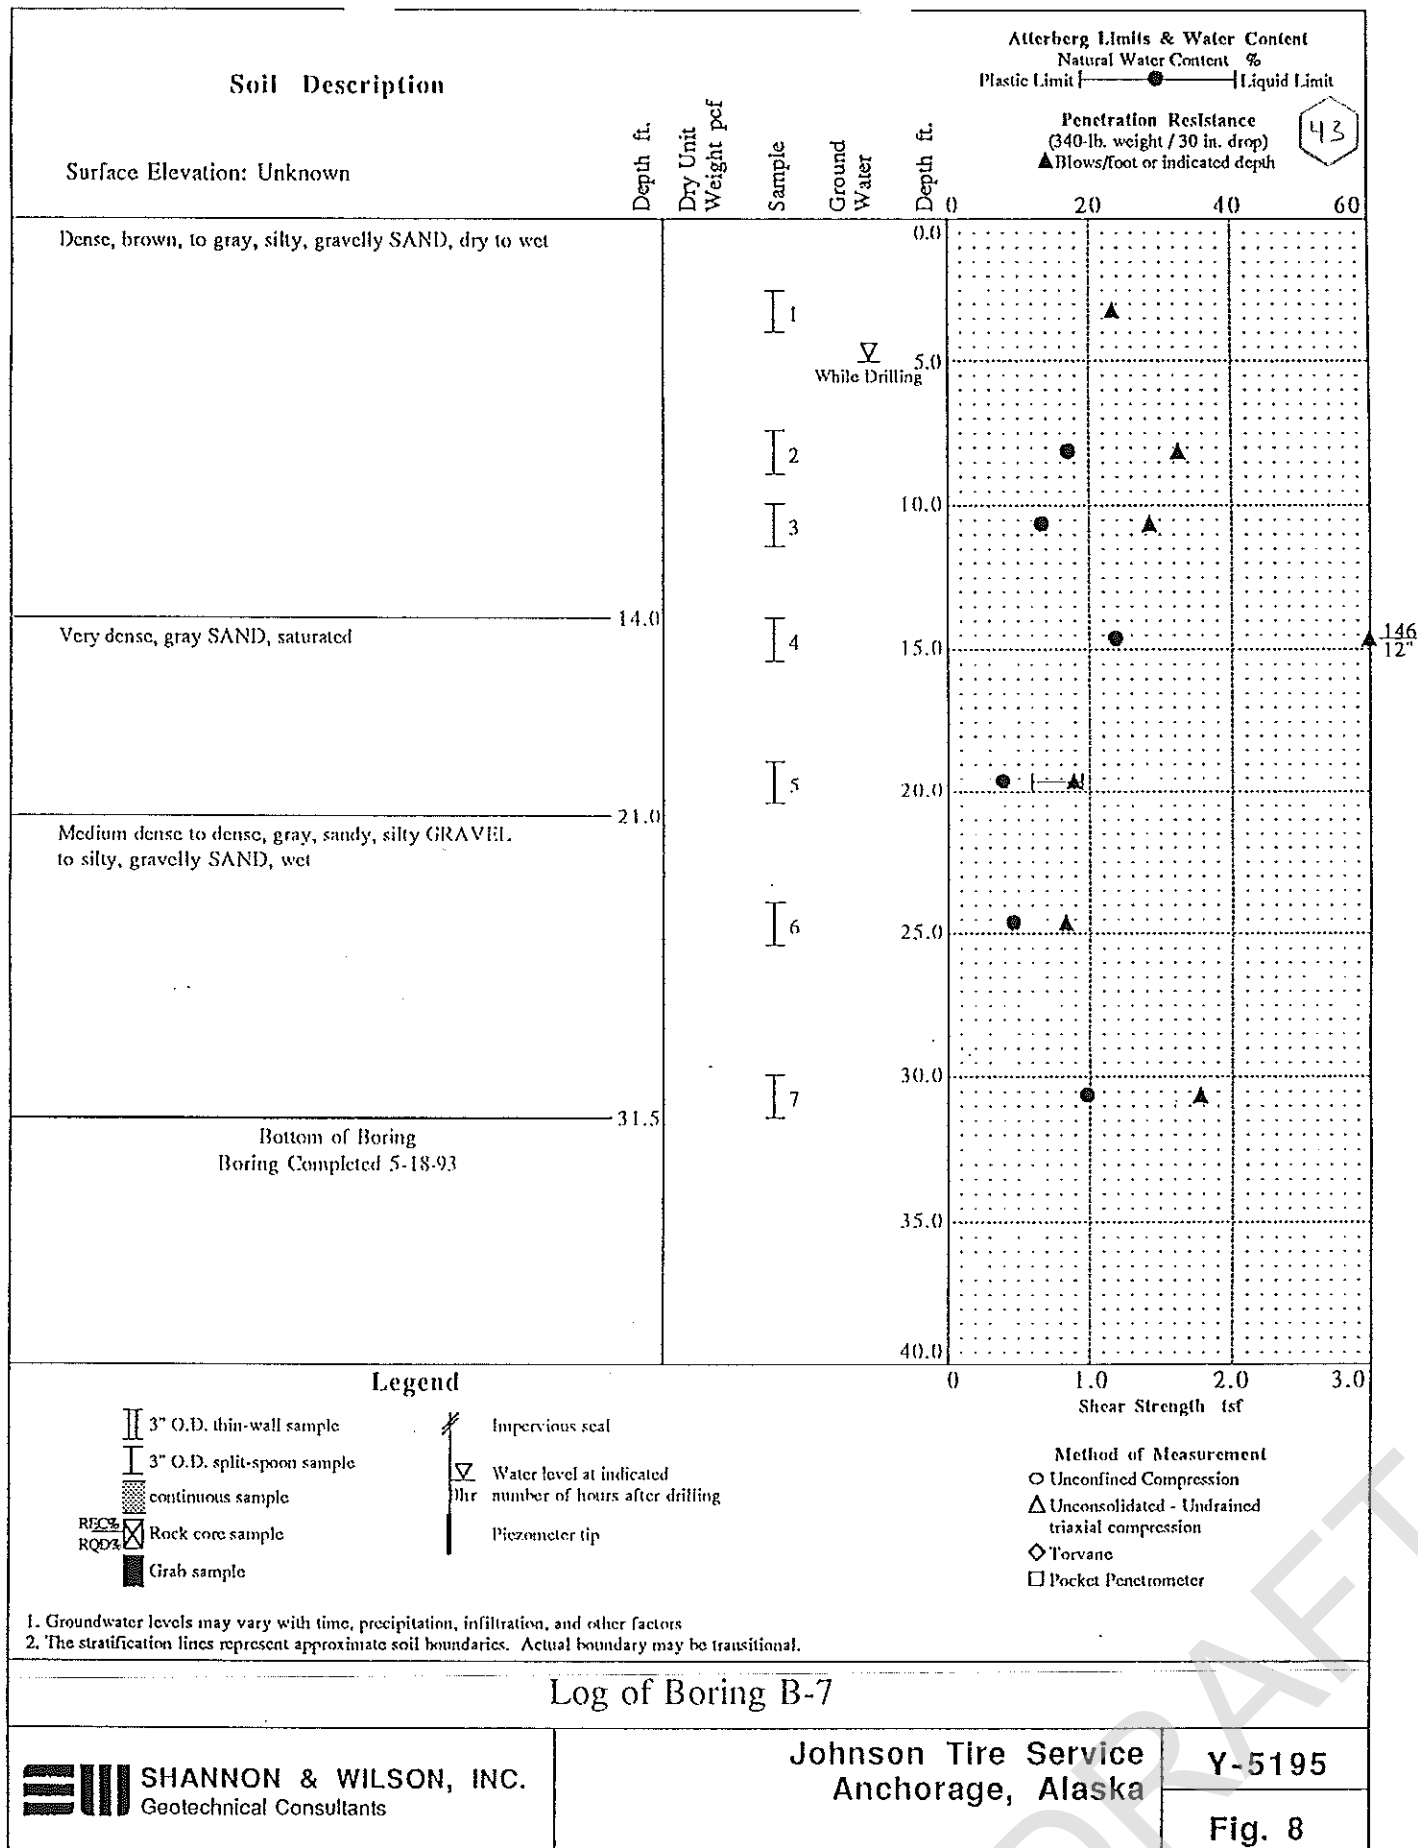 Soil Description
Surface Elevation: Unknown
Depth ft.
Dry Unit
Weight pcf
Sample
Ground
Water
Depth ft.
Atterberg Limits & Water Content
Natural Water Content %
Plastic Limit
Liquid Limit
Penetration Resistance
(340-lb. weight / 30 in. drop)
▲ Blows/foot or indicated depth
43
0 20 40 60
Dense, brown, to gray, silty, gravelly SAND, dry to wet
0.0
1
While Drilling
5.0
2
10.0
3
14.0
Very dense, gray SAND, saturated
4
15.0
146
12"
5
20.0
21.0
Medium dense to dense, gray, sandy, silty GRAVEL
to silty, gravelly SAND, wet
6
25.0
30.0
7
31.5
Bottom of Boring
Boring Completed 5-18-93
35.0
40.0
0 1.0 2.0 3.0
Shear Strength tsf
Legend
3" O.D. thin-wall sample
3" O.D. split-spoon sample
continuous sample
REC%
RQD%
Rock core sample
Grab sample
Impervious seal
Water level at indicated
hr number of hours after drilling
Piezometer tip
Method of Measurement
Unconfined Compression
Unconsolidated - Undrained
triaxial compression
Torvane
Pocket Penetrometer
1. Groundwater levels may vary with time, precipitation, infiltration, and other factors
2. The stratification lines represent approximate soil boundaries. Actual boundary may be transitional.
Log of Boring B-7
SHANNON & WILSON, INC.
Geotechnical Consultants
Johnson Tire Service
Anchorage, Alaska
Y-5195
Fig. 8
DRAFT